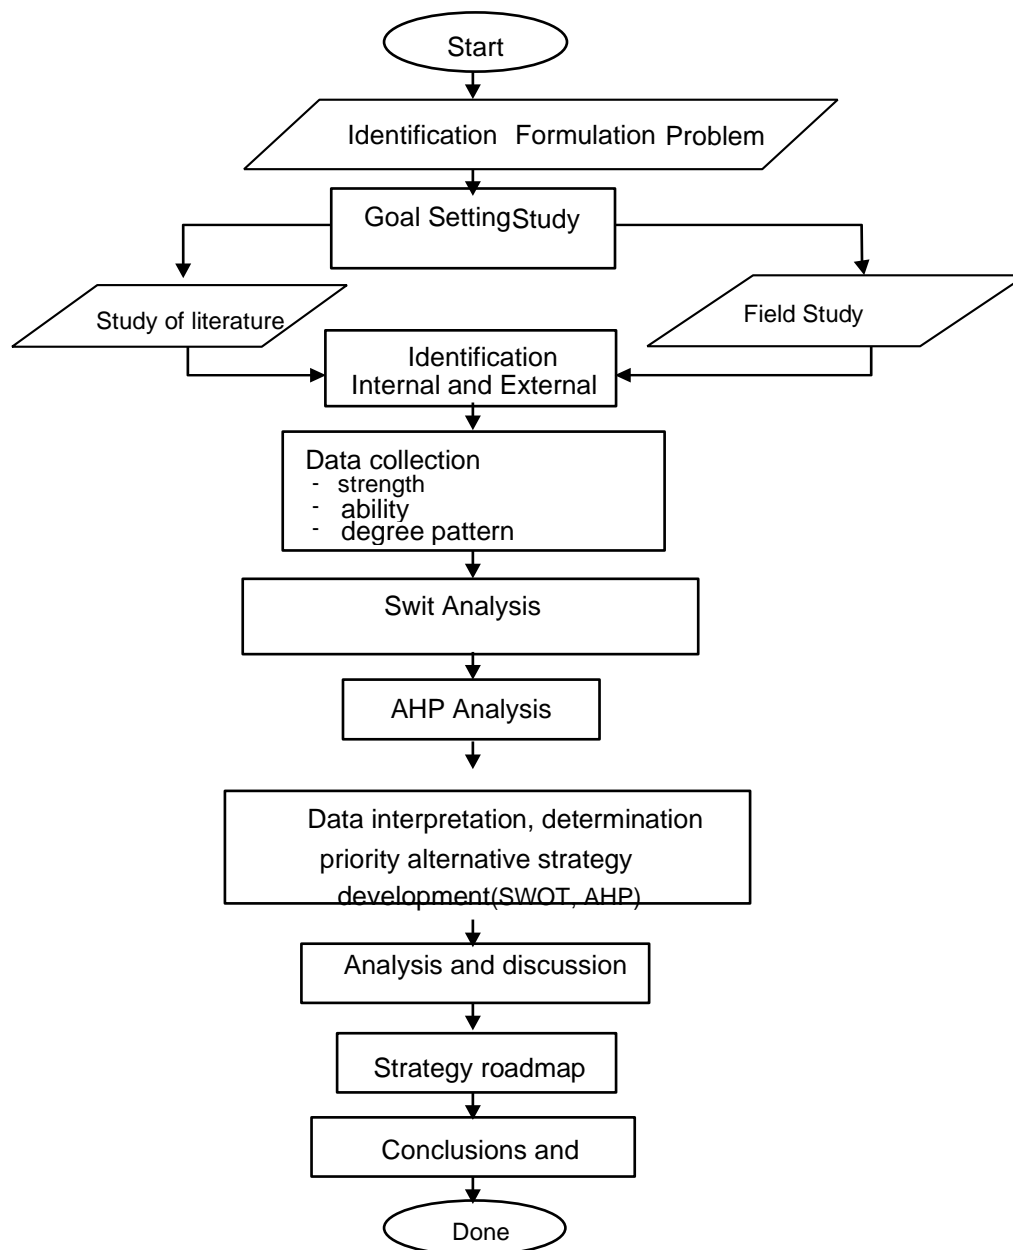 Start
Identification Formulation Problem
Goal SettingStudy
Study of literature
Field Study
Identification
Internal and External
Data collection
- strength
- ability
- degree pattern
Swit Analysis
AHP Analysis
Data interpretation, determination
priority alternative strategy
development(SWOT, AHP)
Analysis and discussion
Strategy roadmap
Conclusions and
Done